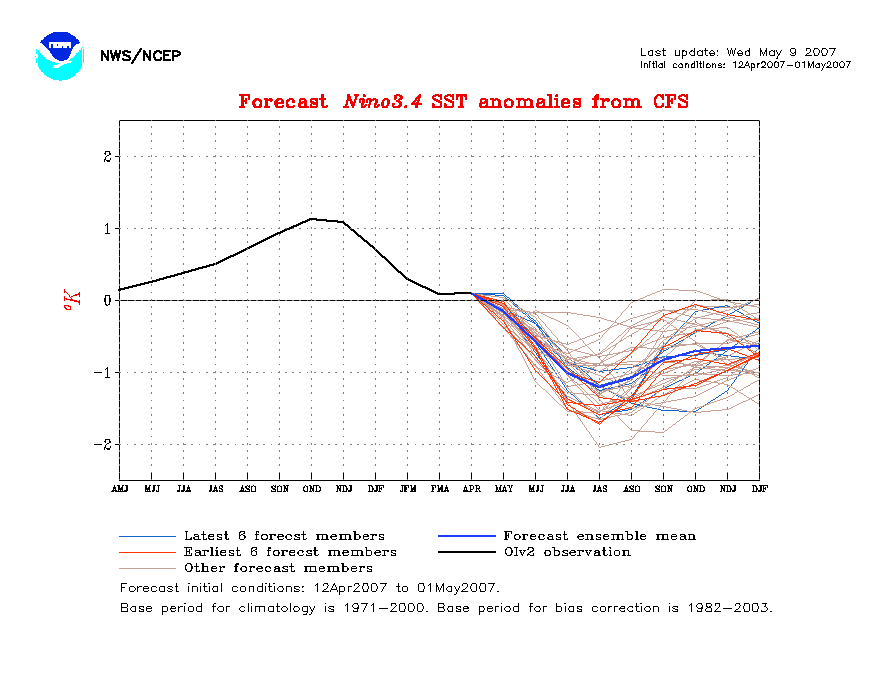 NOAA
NWS/NCEP
Last update: Wed May 9 2007
Initial conditions: 12Apr2007-01May2007
Forecast Nino3.4 SST anomalies from CFS
2
1
0
-1
-2
°K
AMJ MJJ JJA JAS ASO SON OND NDJ DJF JFM FMA APR MAY MJJ JJA JAS ASO SON OND NDJ DJF
Latest 6 forecst members
Forecast ensemble mean
Earliest 6 forecst members
OIv2 observation
Other forecast members
Forecast initial conditions: 12Apr2007 to 01May2007.
Base period for climatology is 1971-2000. Base period for bias correction is 1982-2003.